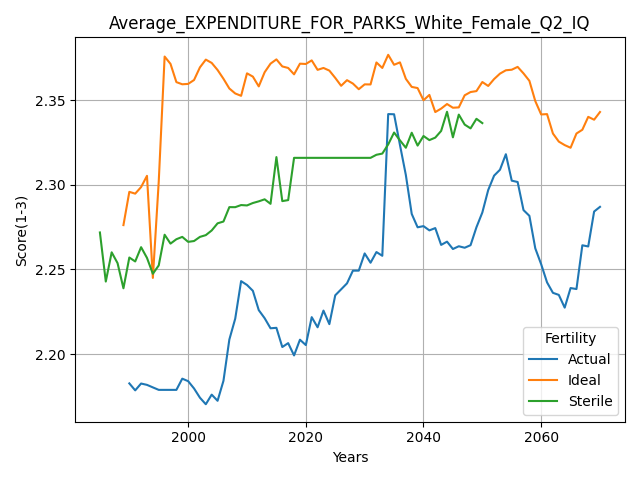 Average_EXPENDITURE_FOR_PARKS_White_Female_Q2_IQ
Score(1-3)
2.35
2.30
2.25
2.20
2000
2020
2040
2060
Years
Fertility
Actual
Ideal
Sterile